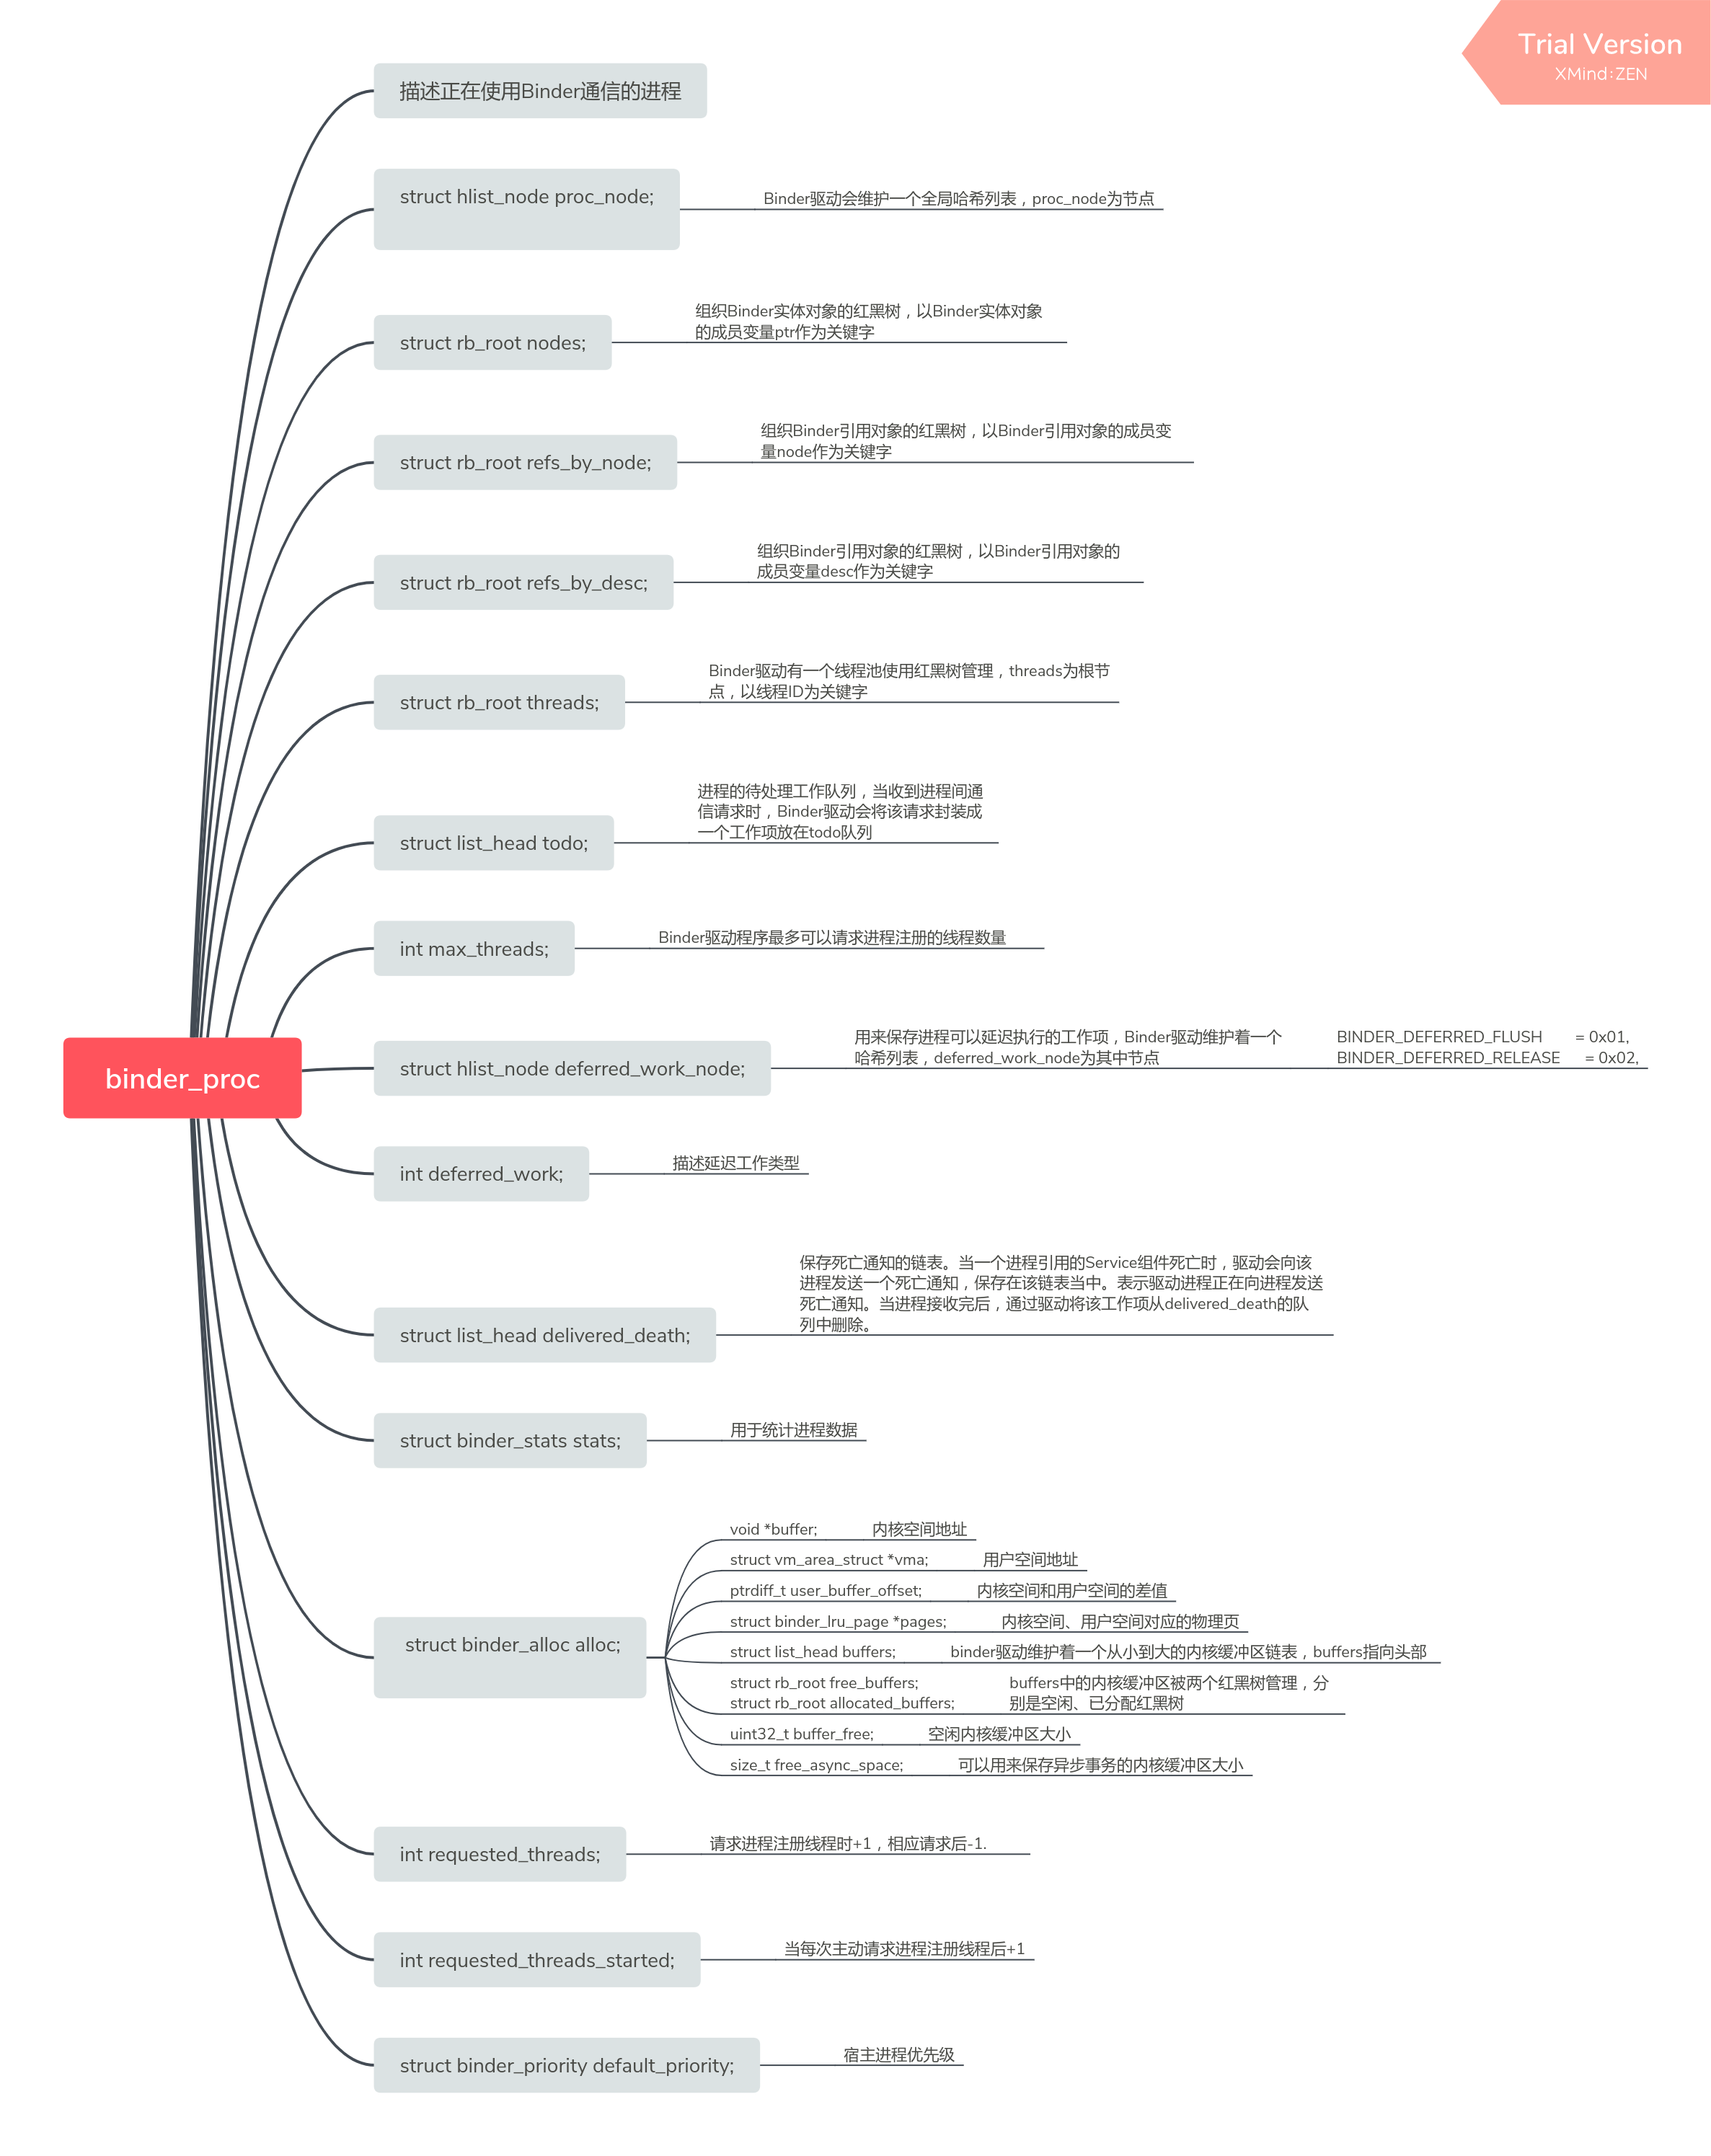 Trial Version
XMind:ZEN
描述正在使用Binder通信的进程
struct hlist_node proc_node;
Binder驱动会维护一个全局哈希列表，proc_node为节点
struct rb_root nodes;
组织Binder实体对象的红黑树，以Binder实体对象
的成员变量ptr作为关键字
struct rb_root refs_by_node;
组织Binder引用对象的红黑树，以Binder引用对象的成员变
量node作为关键字
struct rb_root refs_by_desc;
组织Binder引用对象的红黑树，以Binder引用对象的
成员变量desc作为关键字
struct rb_root threads;
Binder驱动有一个线程池使用红黑树管理，threads为根节
点，以线程ID为关键字
struct list_head todo;
进程的待处理工作队列，当收到进程间通
信请求时，Binder驱动会将该请求封装成
一个工作项放在todo队列
int max_threads;
Binder驱动程序最多可以请求进程注册的线程数量
binder_proc
struct hlist_node deferred_work_node;
用来保存进程可以延迟执行的工作项，Binder驱动维护着一个
哈希列表，deferred_work_node为其中节点
BINDER_DEFERRED_FLUSH = 0x01,
BINDER_DEFERRED_RELEASE = 0x02,
int deferred_work;
描述延迟工作类型
struct list_head delivered_death;
保存死亡通知的链表。当一个进程引用的Service组件死亡时，驱动会向该
进程发送一个死亡通知，保存在该链表当中。表示驱动进程正在向进程发送
死亡通知。当进程接收完后，通过驱动将该工作项从delivered_death的队
列中删除。
struct binder_stats stats;
用于统计进程数据
struct binder_alloc alloc;
void *buffer; 内核空间地址
struct vm_area_struct *vma; 用户空间地址
ptrdiff_t user_buffer_offset; 内核空间和用户空间的差值
struct binder_lru_page *pages; 内核空间、用户空间对应的物理页
struct list_head buffers; binder驱动维护着一个从小到大的内核缓冲区链表，buffers指向头部
struct rb_root free_buffers;
struct rb_root allocated_buffers;
buffers中的内核缓冲区被两个红黑树管理，分
别是空闲、已分配红黑树
uint32_t buffer_free; 空闲内核缓冲区大小
size_t free_async_space; 可以用来保存异步事务的内核缓冲区大小
int requested_threads;
请求进程注册线程时+1，相应请求后-1.
int requested_threads_started;
当每次主动请求进程注册线程后+1
struct binder_priority default_priority;
宿主进程优先级